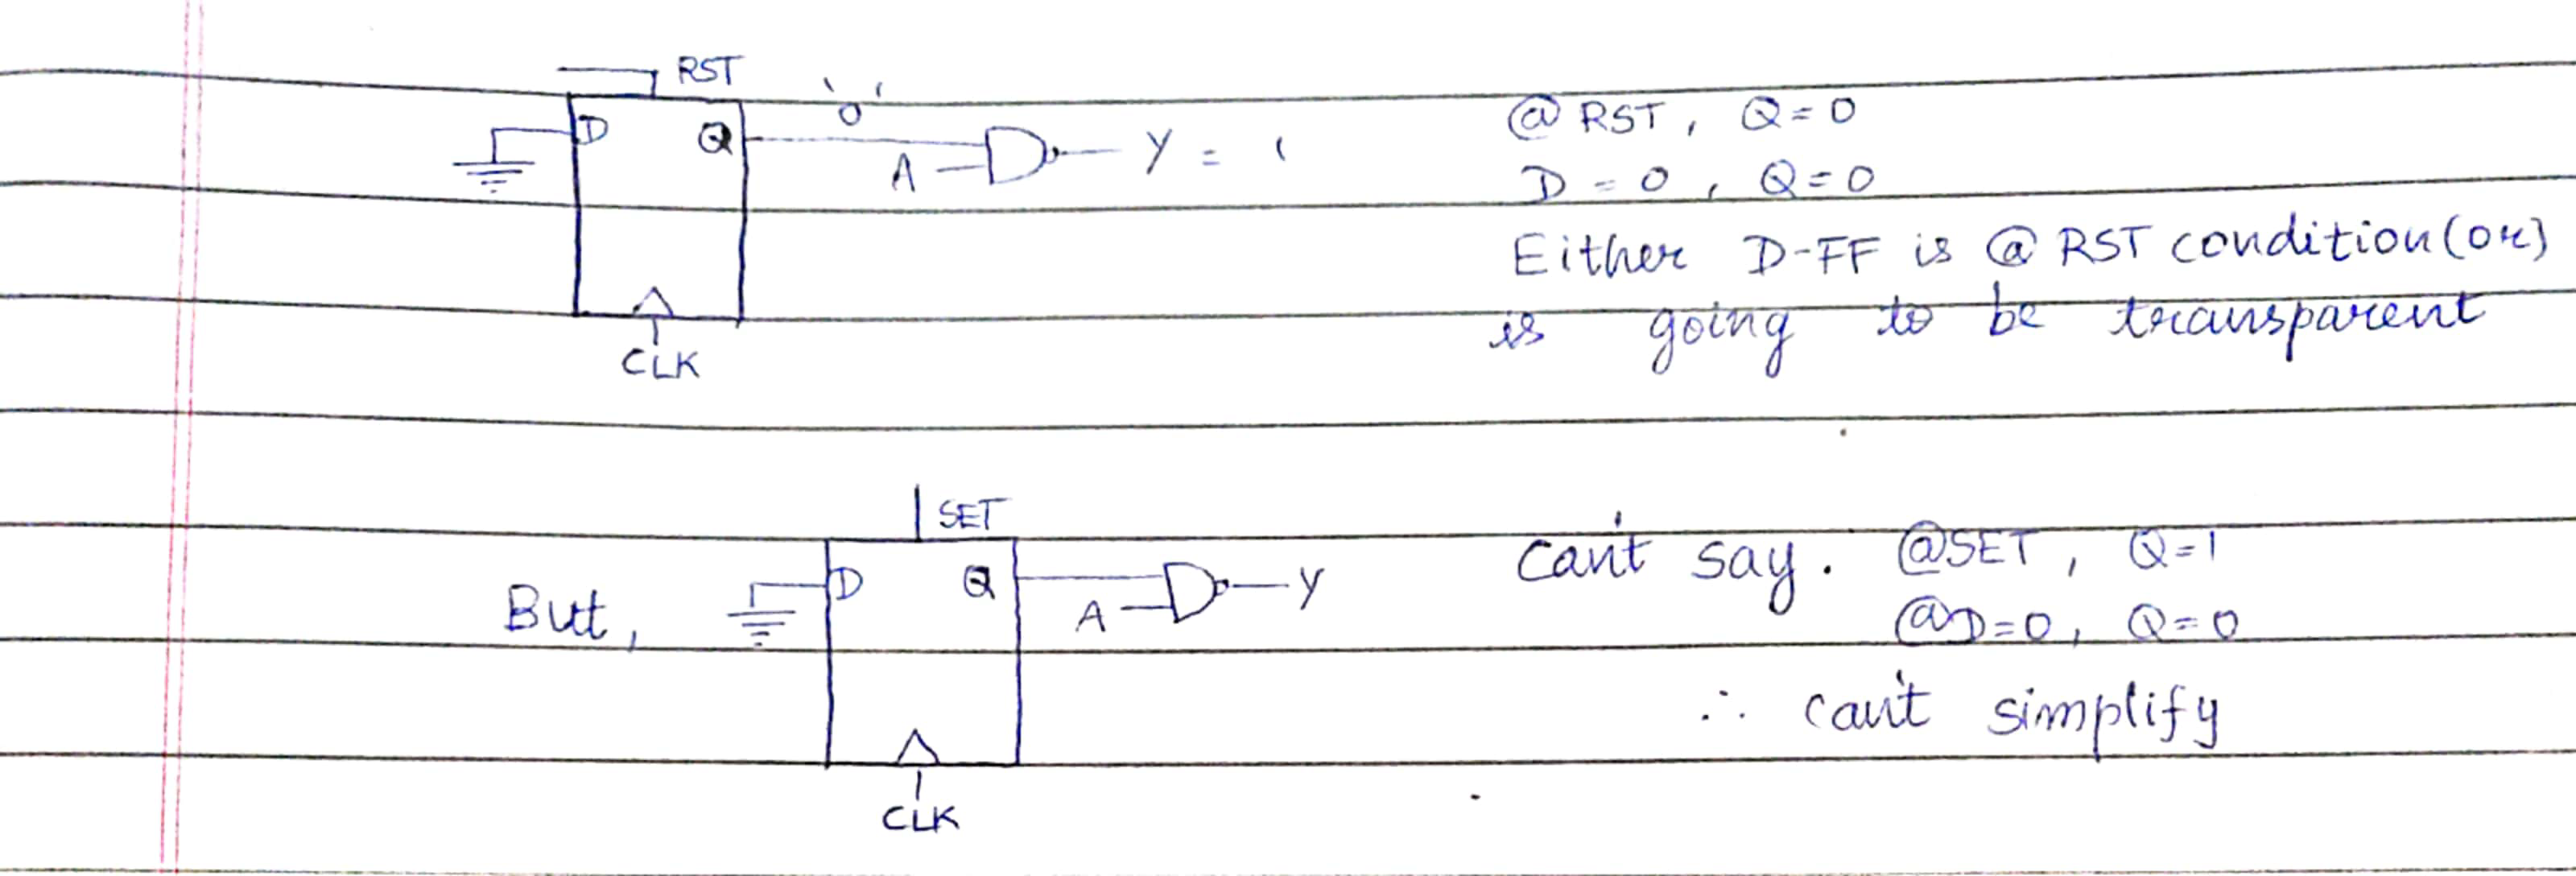 RST
D Q '0' A Y = 1
CLK
@ RST, Q=0
D = 0, Q=0
Either D-FF is @ RST condition (or)
is going to be transparent
SET
But, D Q A Y
CLK
can't say. @SET, Q=1
@D=0, Q=0
∴ can't simplify